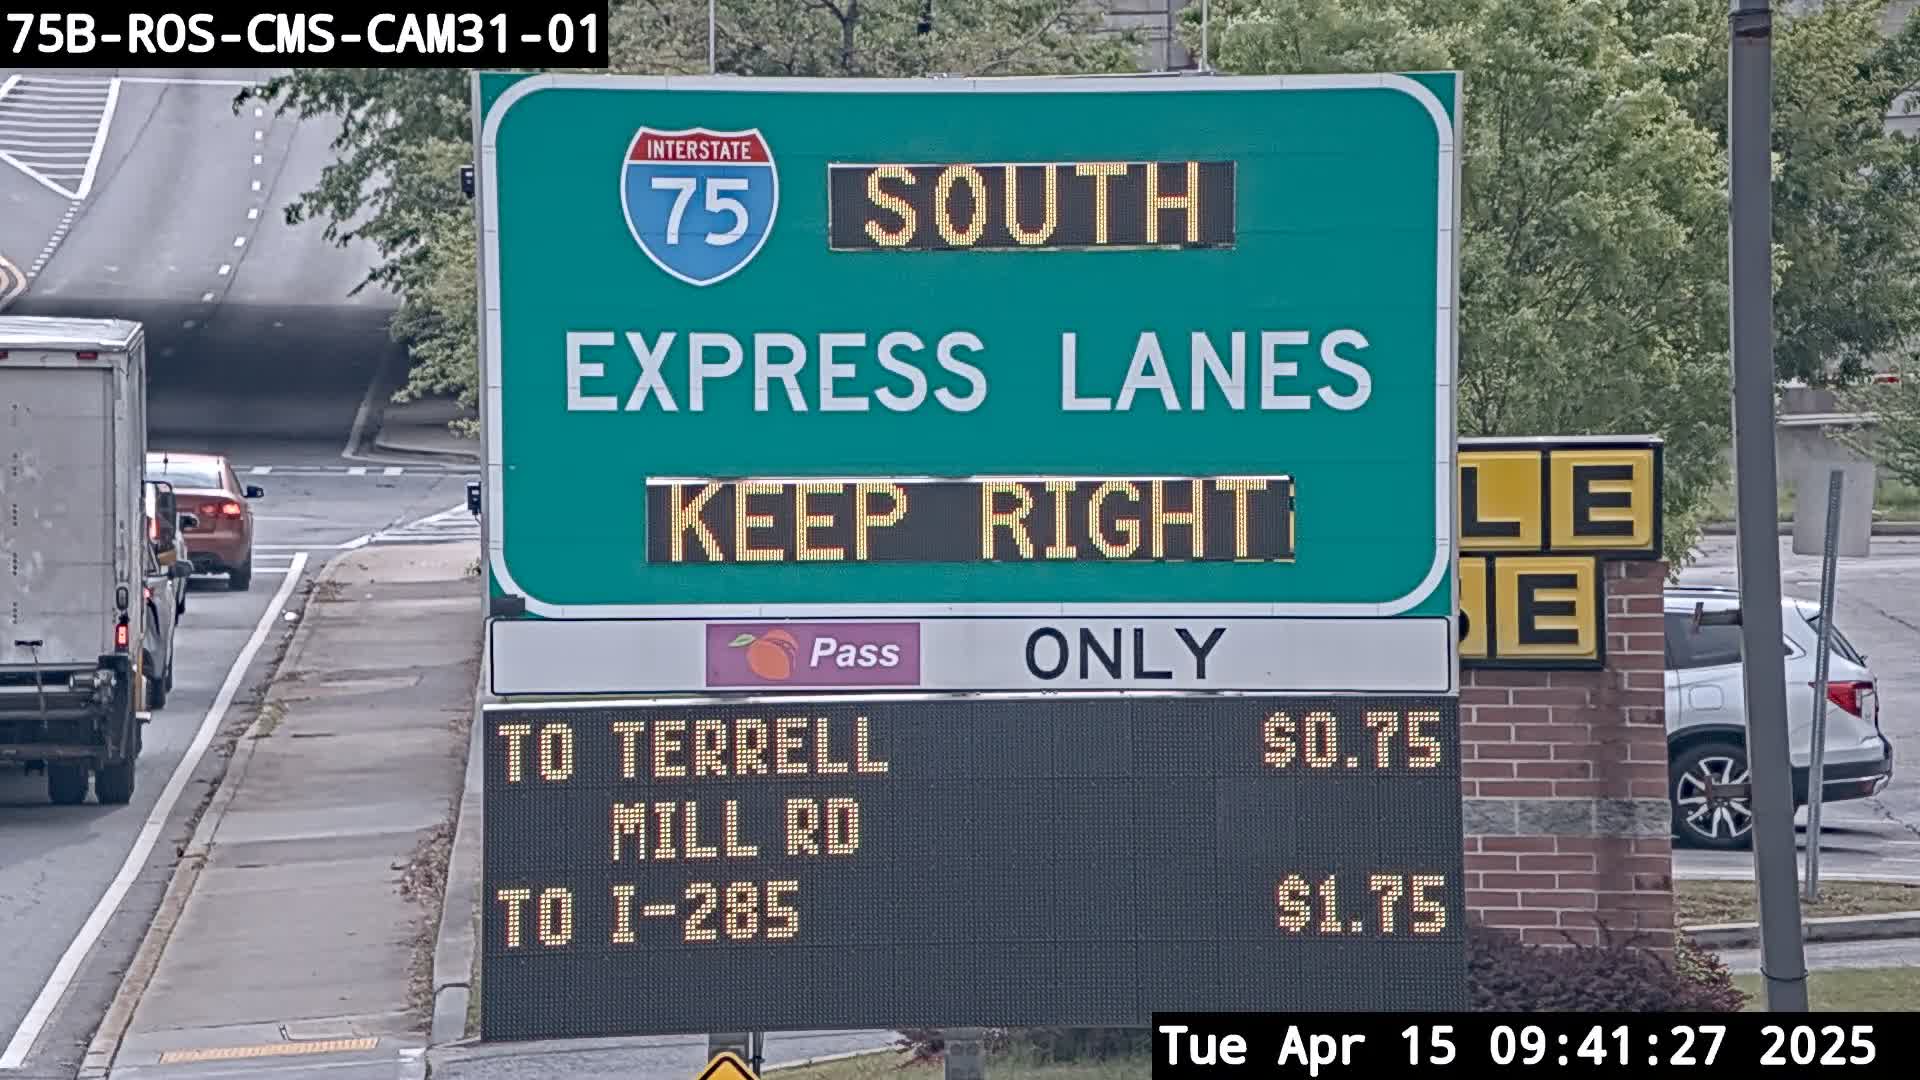 75B-ROS-CMS-CAM31-01
INTERSTATE
75
SOUTH
EXPRESS LANES
KEEP RIGHT
Pass ONLY
TO TERRELL $0.75
MILL RD
TO I-285 $1.75
LE
E
Tue Apr 15 09:41:27 2025